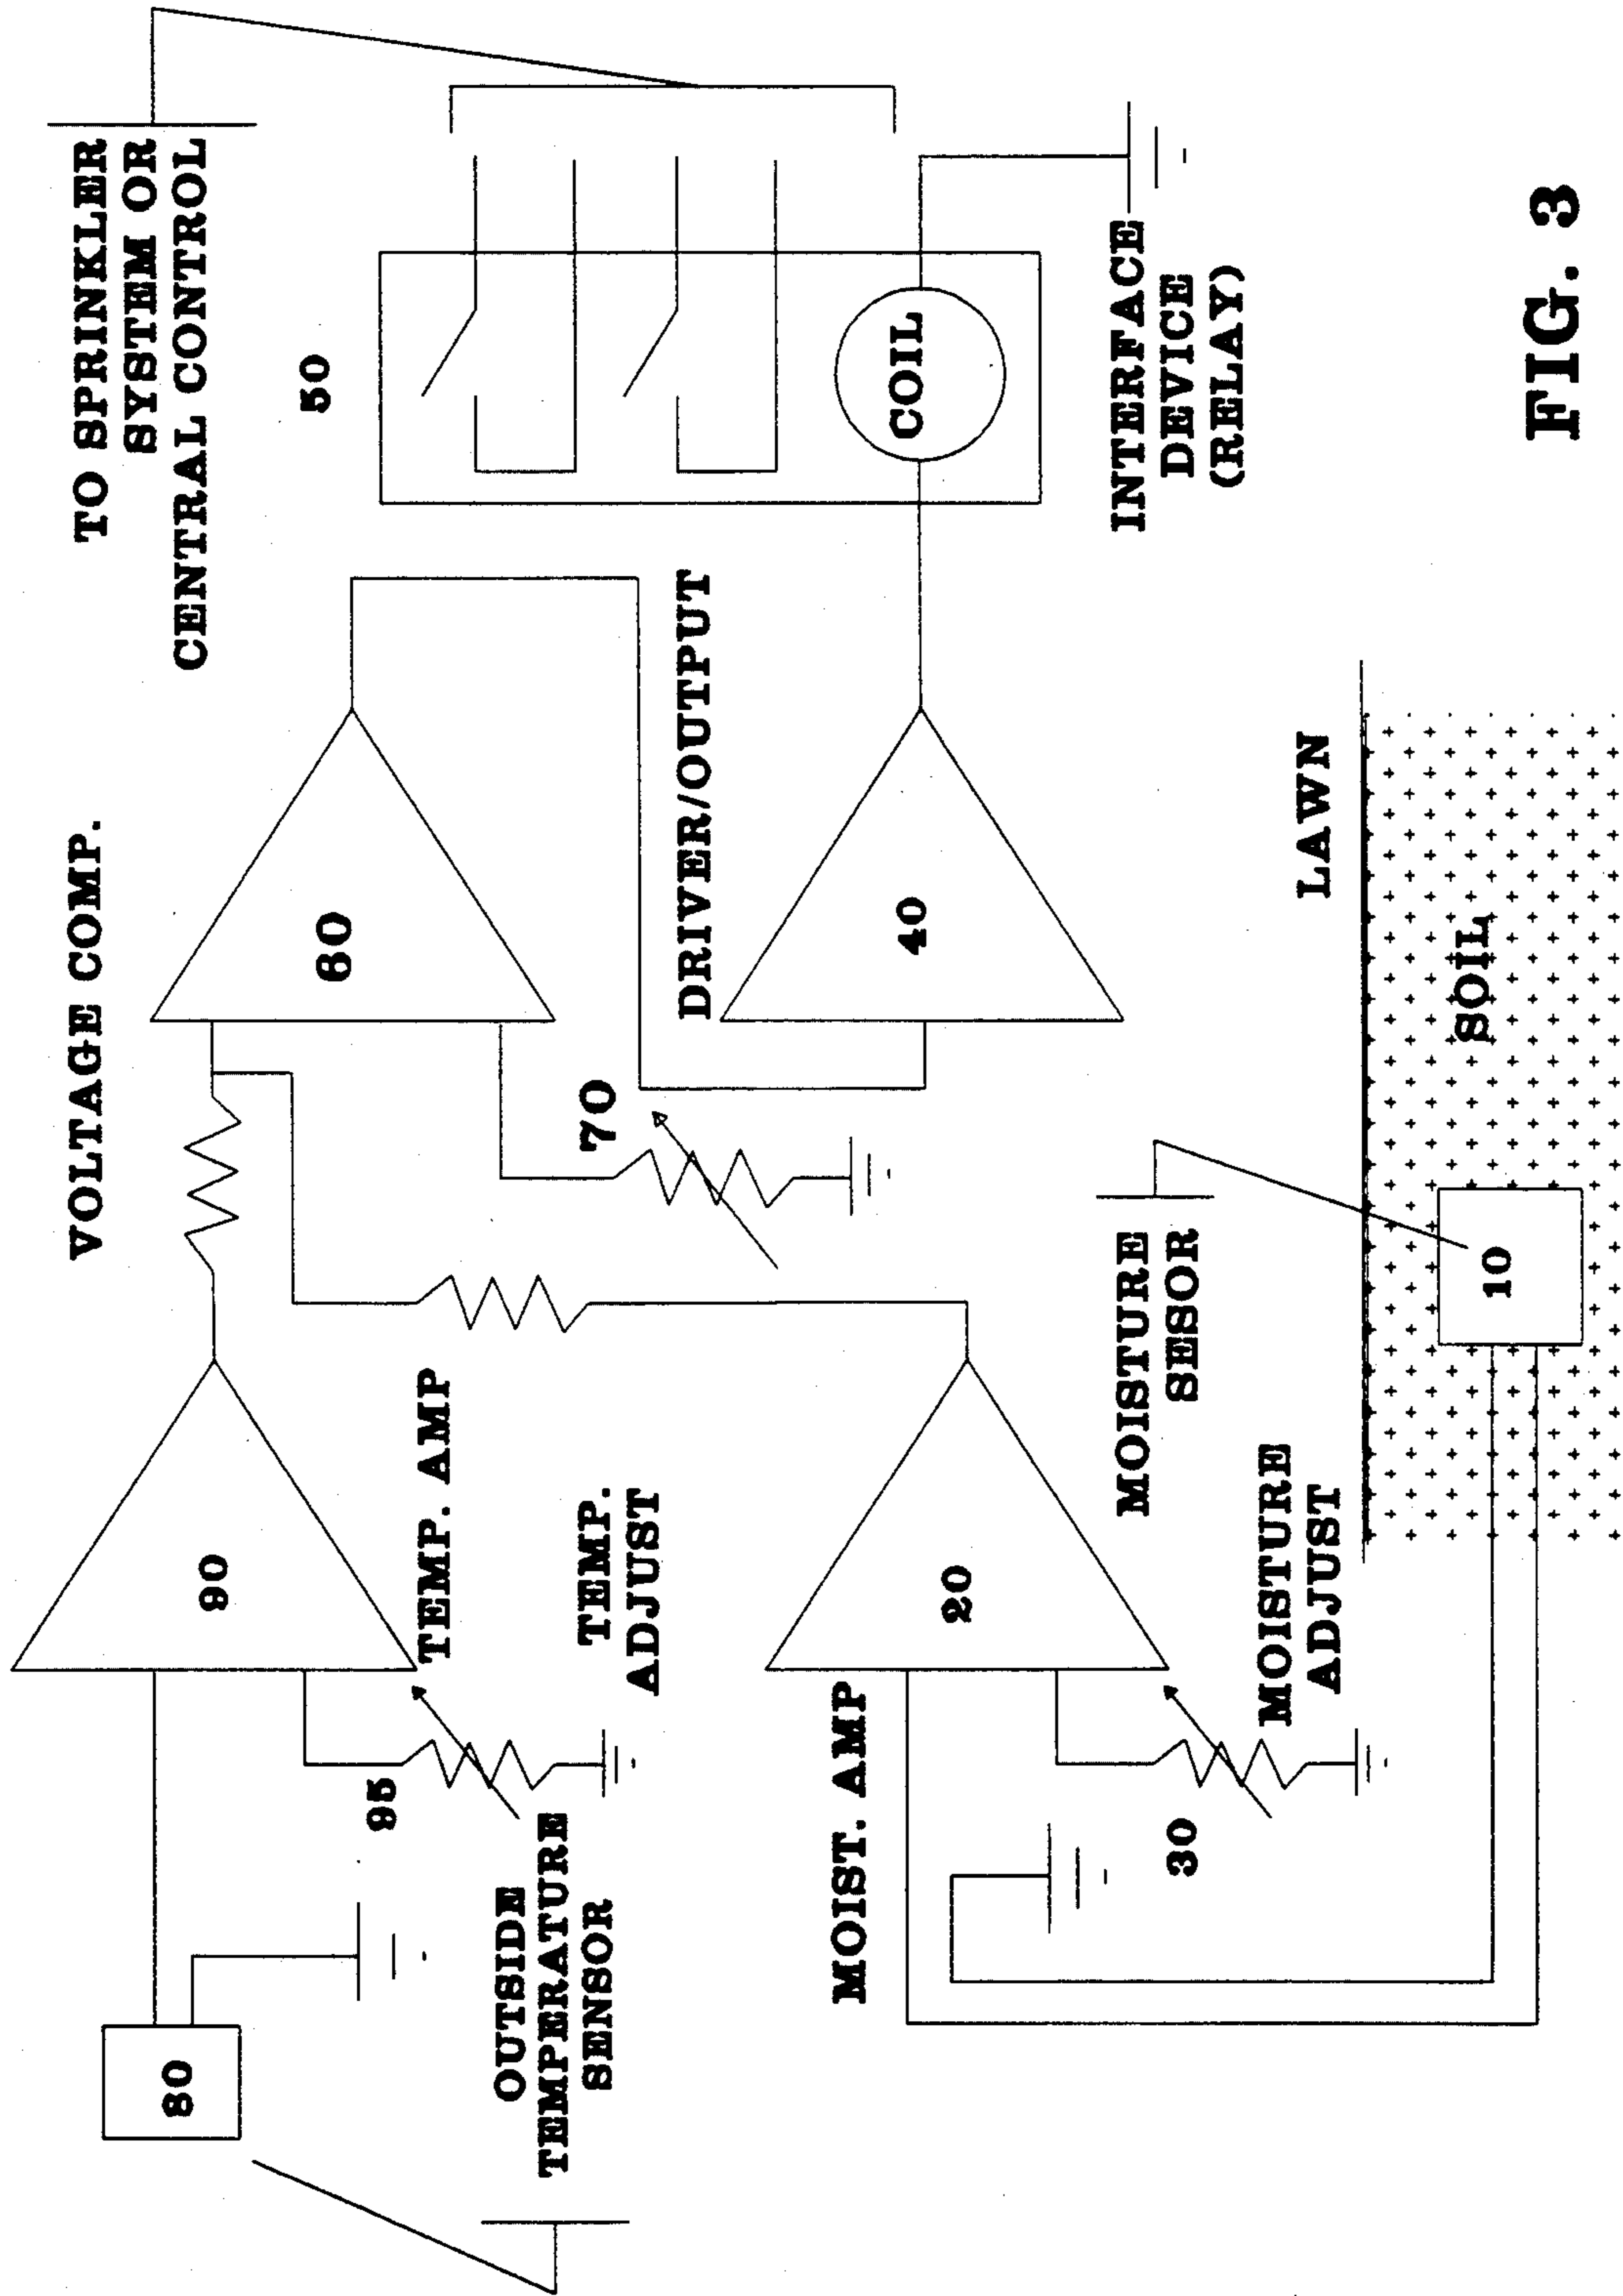 80
OUTSIDE
TEMPERATURE
SENSOR
90
95
TEMP. AMP
TEMP.
ADJUST
VOLTAGE COMP.
60
70
TO SPRINKLER
SYSTEM OR
CENTRAL CONTROL
50
COIL
INTERFACE
DEVICE
(RELAY)
DRIVER/OUTPUT
40
MOIST. AMP
20
30
MOISTURE
ADJUST
MOISTURE
SESOR
10
LAWN
SOIL
FIG. 3